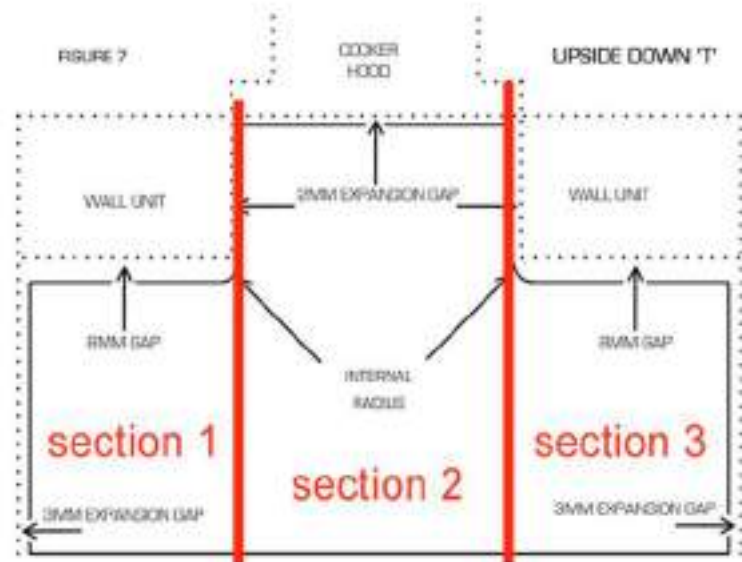 FIGURE 7
COOKER
HOOD
UPSIDE DOWN 'T'
WALL UNIT
3MM EXPANSION GAP
WALL UNIT
8MM GAP
INTERNAL
RADIUS
8MM GAP
section 1
section 2
section 3
3MM EXPANSION GAP
3MM EXPANSION GAP